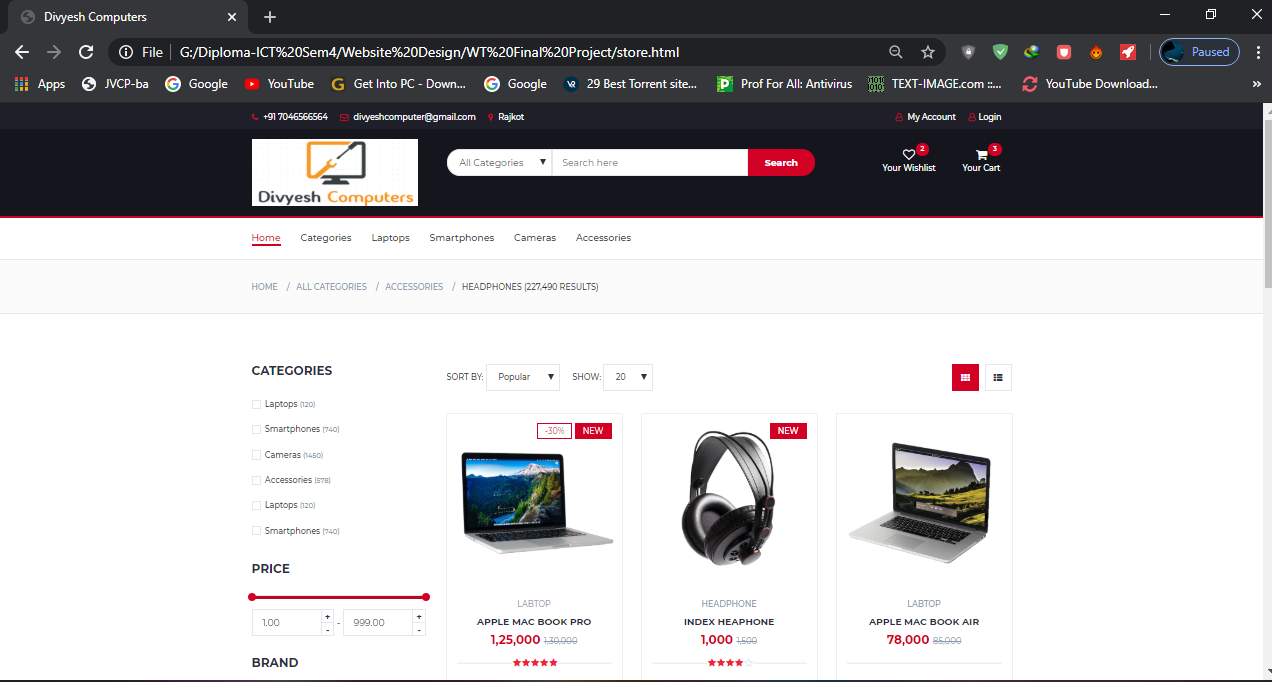 Divyesh Computers
File
G:/Diploma-ICT%20Sem4/Website%20Design/WT%20Final%20Project/store.html
Paused
Apps JVCP-ba Google YouTube Get Into PC - Down... Google 29 Best Torrent site... Prof For All: Antivirus TEXT-IMAGE.com ::... YouTube Download... »
+91 7046566564 divyeshcomputer@gmail.com Rajkot My Account Login
Divyesh Computers
All Categories Search here Search
2 3
Your Wishlist Your Cart
Home Categories Laptops Smartphones Cameras Accessories
HOME / ALL CATEGORIES / ACCESSORIES / HEADPHONES (227,490 RESULTS)
CATEGORIES
Laptops (120)
Smartphones (740)
Cameras (1450)
Accessories (578)
Laptops (120)
Smartphones (740)
PRICE
1.00 + - - 999.00 + -
BRAND
SORT BY: Popular SHOW: 20
-30% NEW
LABTOP
APPLE MAC BOOK PRO
1,25,000 1,30,000
NEW
HEADPHONE
INDEX HEAPHONE
1,000 1,500
LABTOP
APPLE MAC BOOK AIR
78,000 85,000